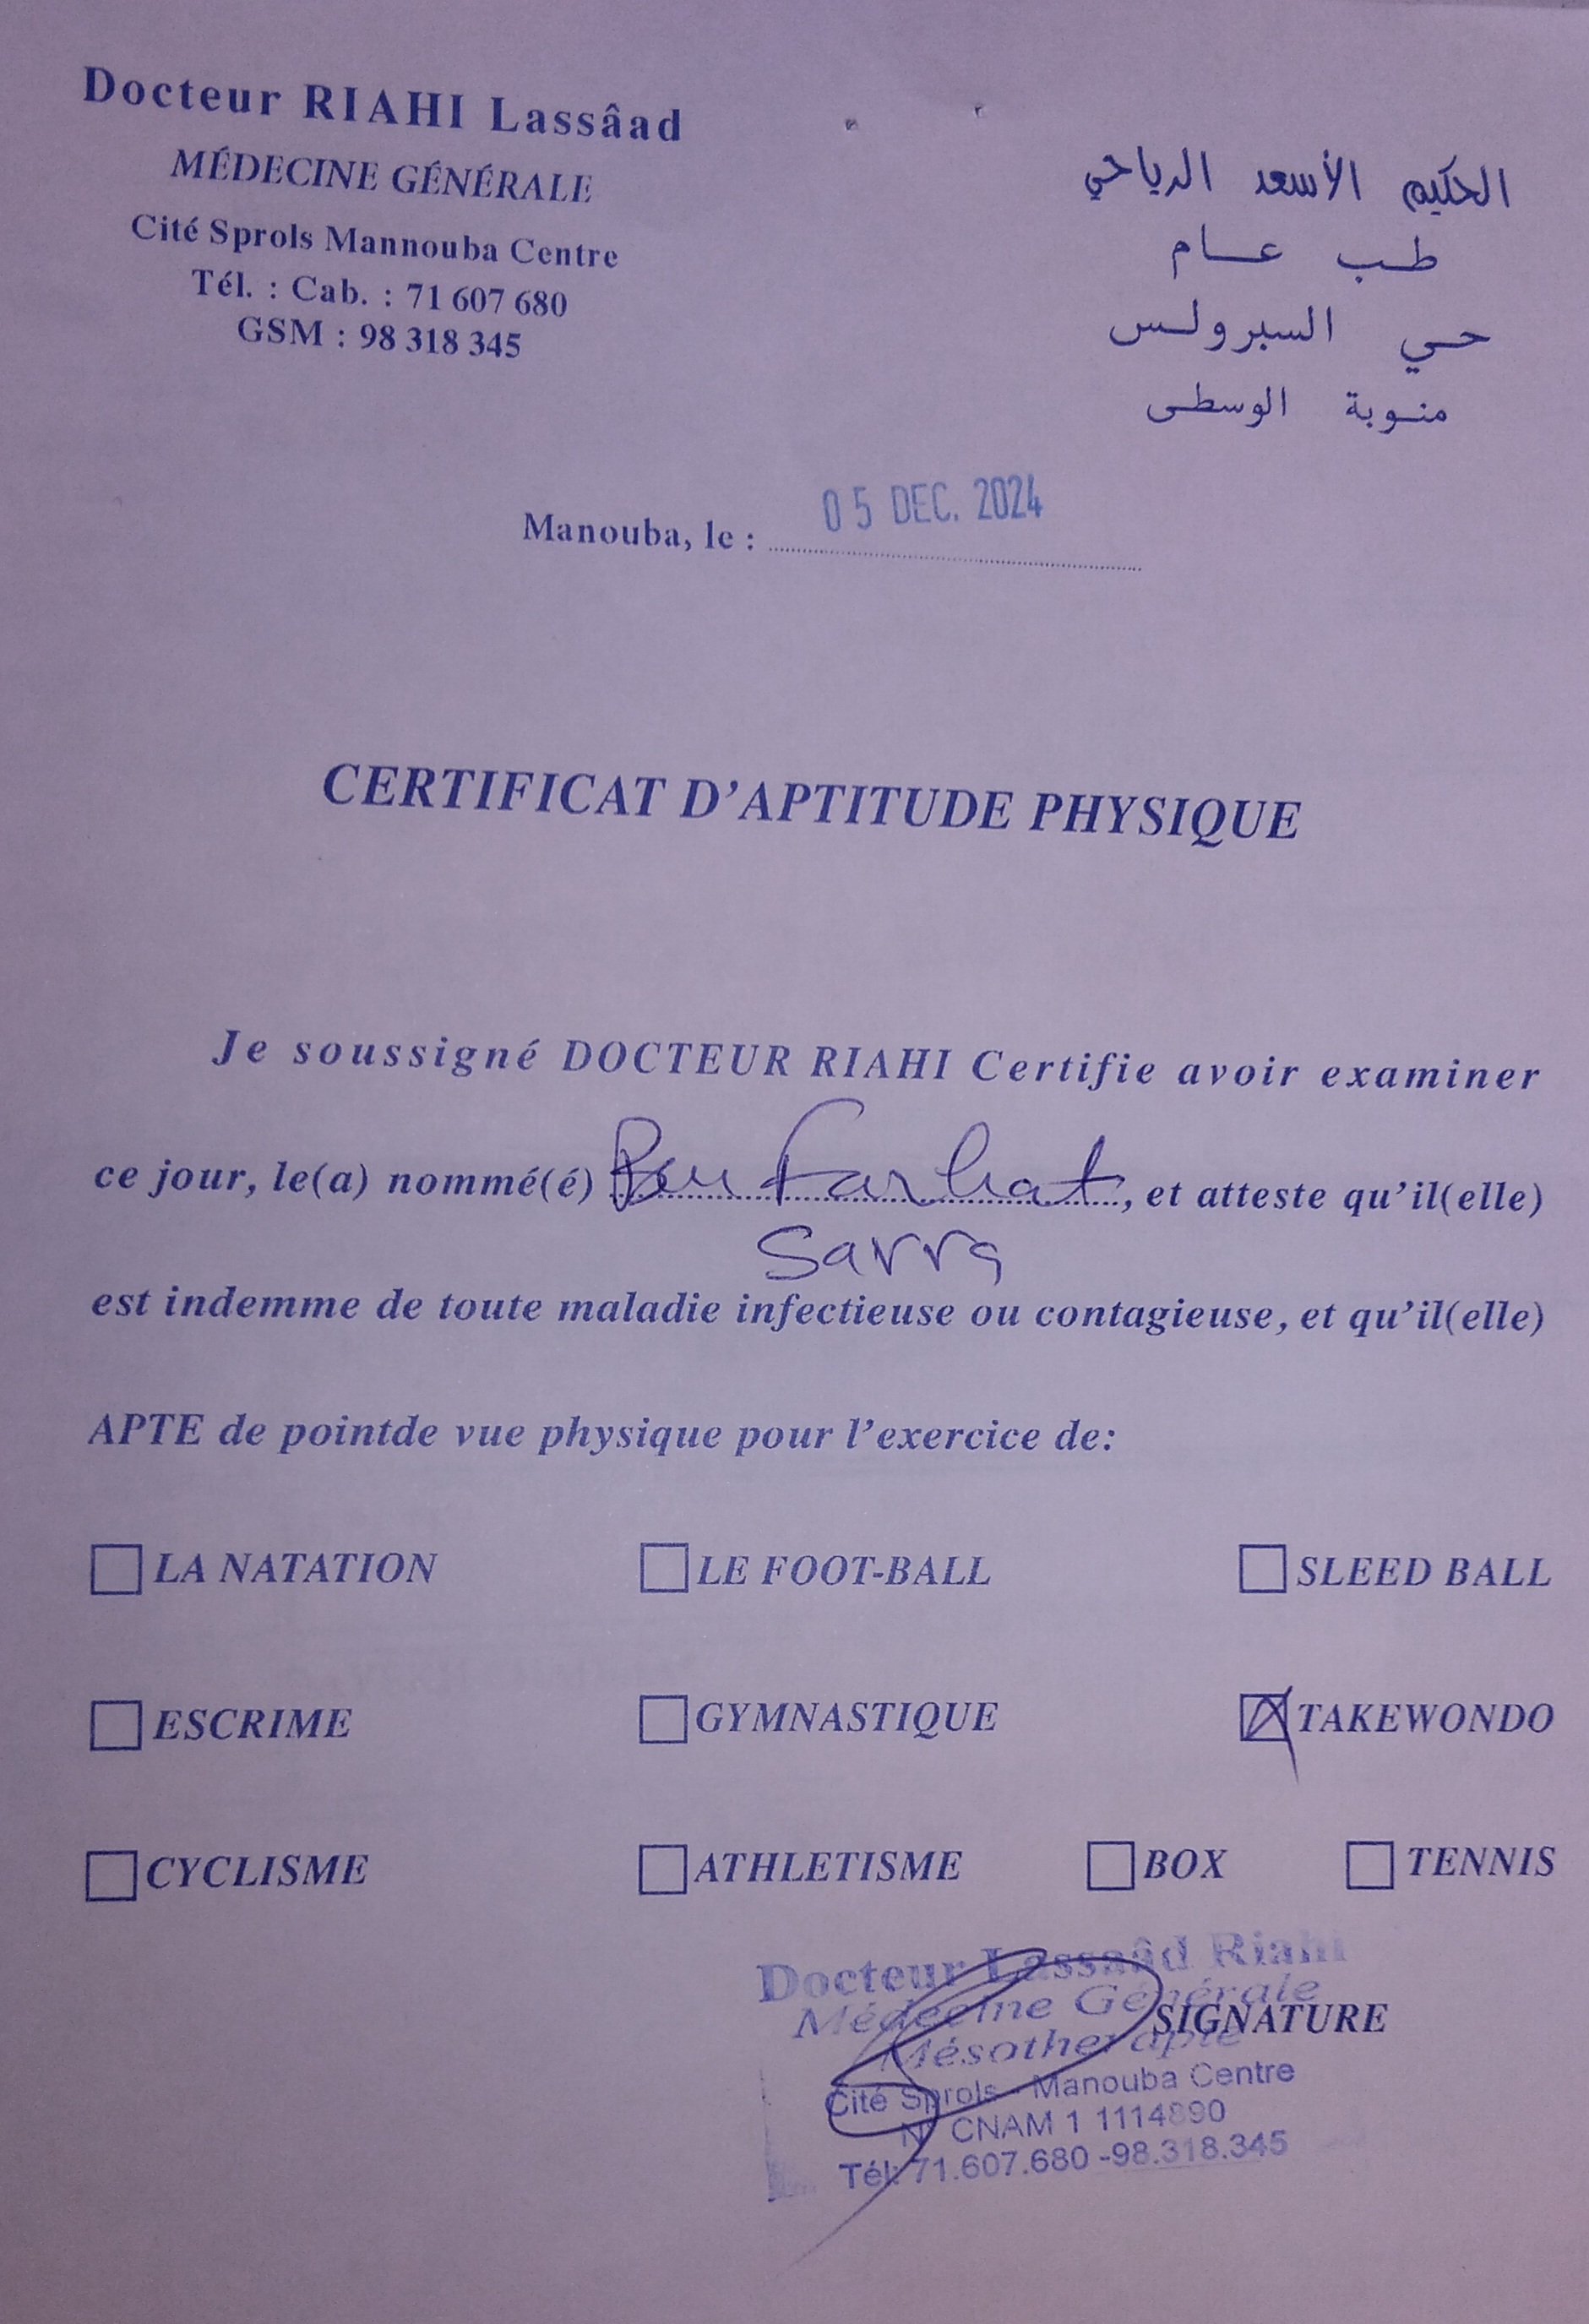 Docteur RIAHI Lassâad
MÉDECINE GÉNÉRALE
Cité Sprols Mannouba Centre
Tél. : Cab. : 71 607 680
GSM : 98 318 345
الحكيم الأسعد الرياحي
طب عام
حي السبرولس
منوبة الوسطى
Manouba, le : 05 DEC. 2024
CERTIFICAT D'APTITUDE PHYSIQUE
Je soussigné DOCTEUR RIAHI Certifie avoir examiner
ce jour, le(a) nommé(é) Ben Farhat, et atteste qu'il(elle)
Sarra
est indemme de toute maladie infectieuse ou contagieuse, et qu'il(elle)
APTE de pointde vue physique pour l'exercice de:
LA NATATION LE FOOT-BALL SLEED BALL
ESCRIME GYMNASTIQUE TAKEWONDO
CYCLISME ATHLETISME BOX TENNIS
Docteur Lassaâd Riahi
Médecine Générale
SIGNATURE
Mésotherapie
Cité Sprols - Manouba Centre
N° CNAM 1 1114890
Tél: 71.607.680 -98.318.345